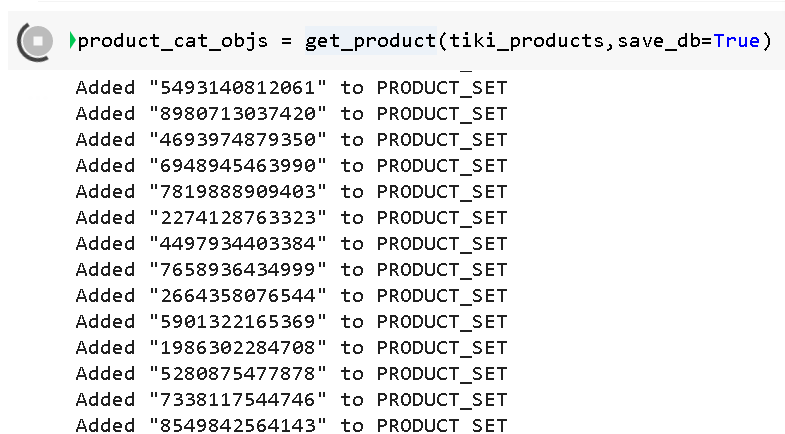 product_cat_objs = get_product(tiki_products,save_db=True)
Added "5493140812061" to PRODUCT_SET
Added "8980713037420" to PRODUCT_SET
Added "4693974879350" to PRODUCT_SET
Added "6948945463990" to PRODUCT_SET
Added "7819888909403" to PRODUCT_SET
Added "2274128763323" to PRODUCT_SET
Added "4497934403384" to PRODUCT_SET
Added "7658936434999" to PRODUCT_SET
Added "2664358076544" to PRODUCT_SET
Added "5901322165369" to PRODUCT_SET
Added "1986302284708" to PRODUCT_SET
Added "5280875477878" to PRODUCT_SET
Added "7338117544746" to PRODUCT_SET
Added "8549842564143" to PRODUCT_SET